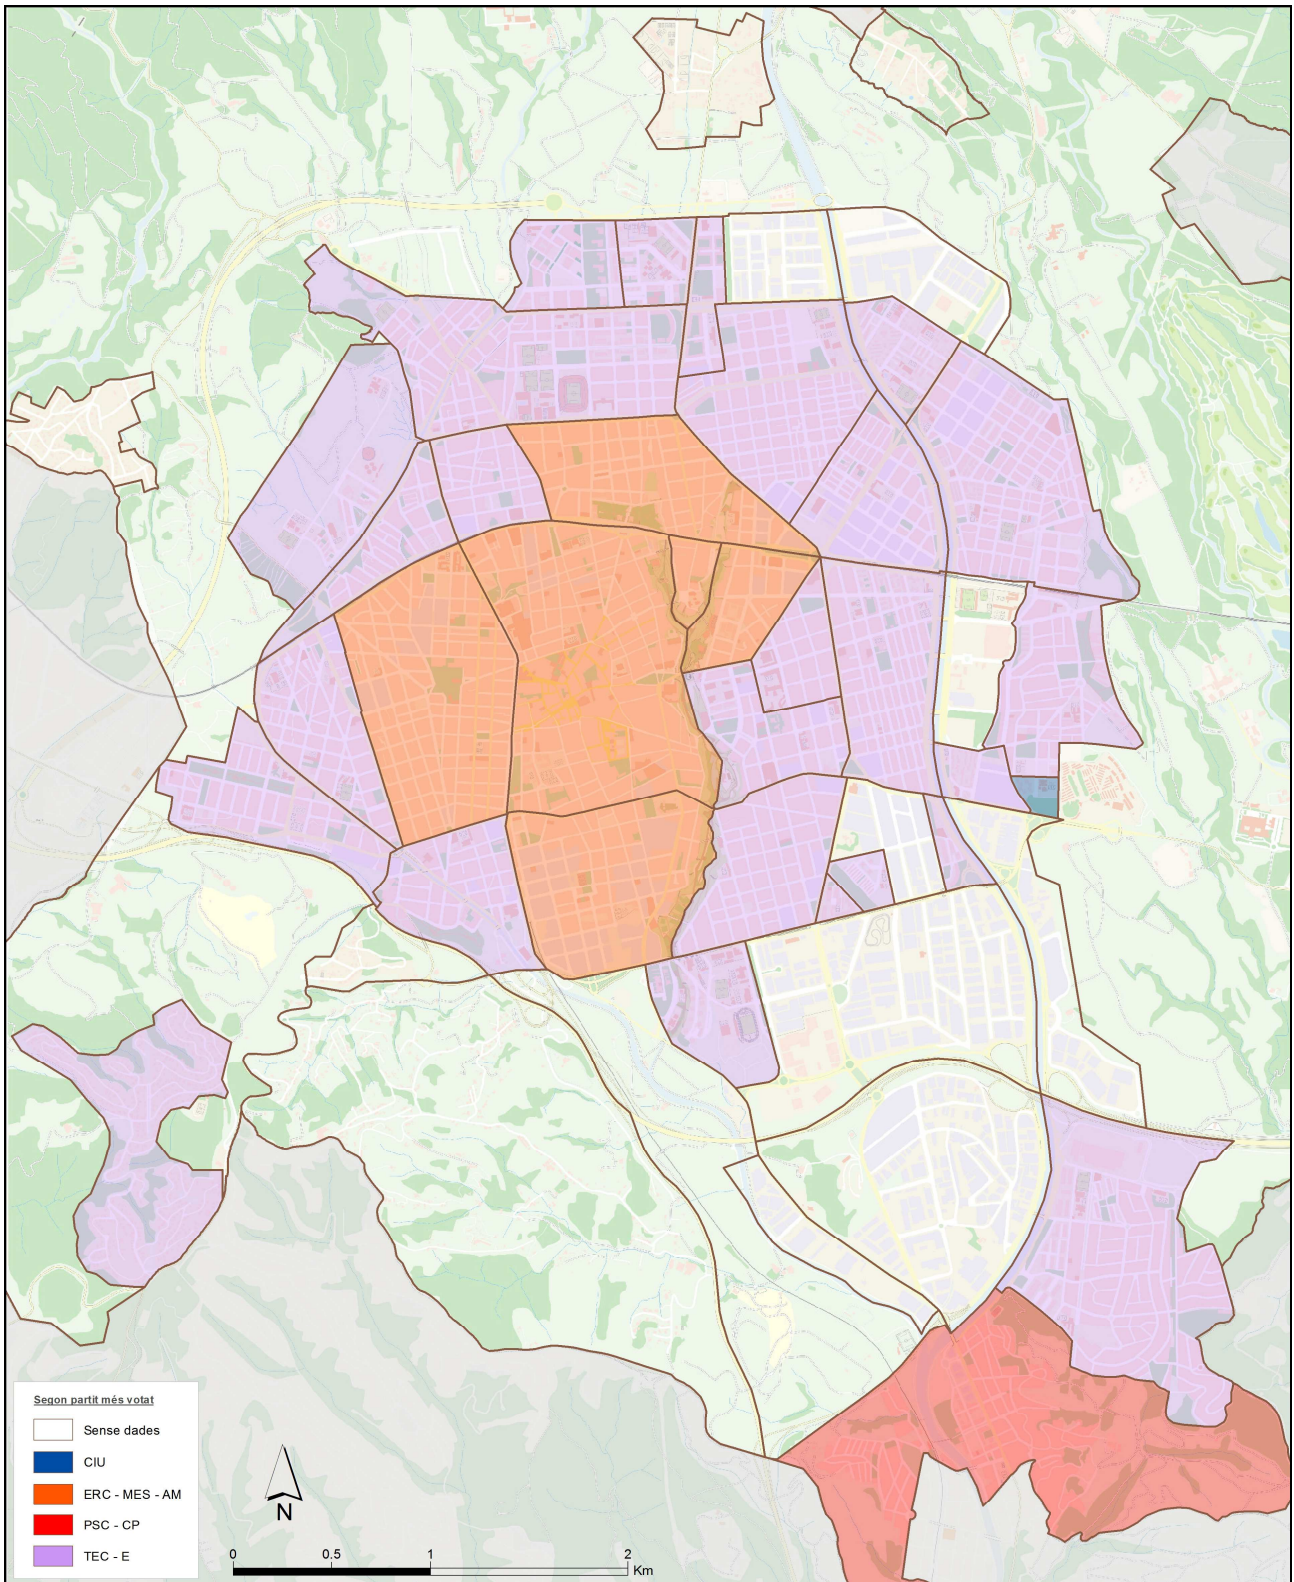 Segon partit més votat
Sense dades
CIU
ERC - MES - AM
PSC - CP
TEC - E
N
0 0.5 1 2
Km